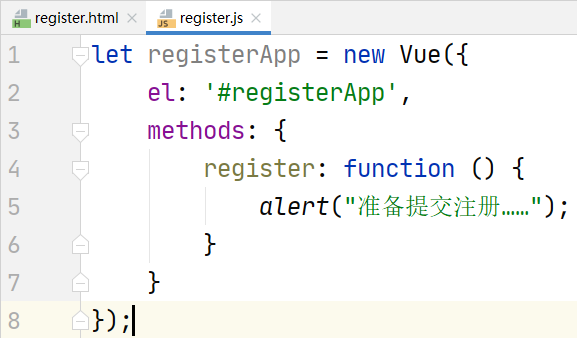 register.html × register.js ×
1 let registerApp = new Vue({
2     el: '#registerApp',
3     methods: {
4         register: function () {
5             alert("准备提交注册……");
6         }
7     }
8 });